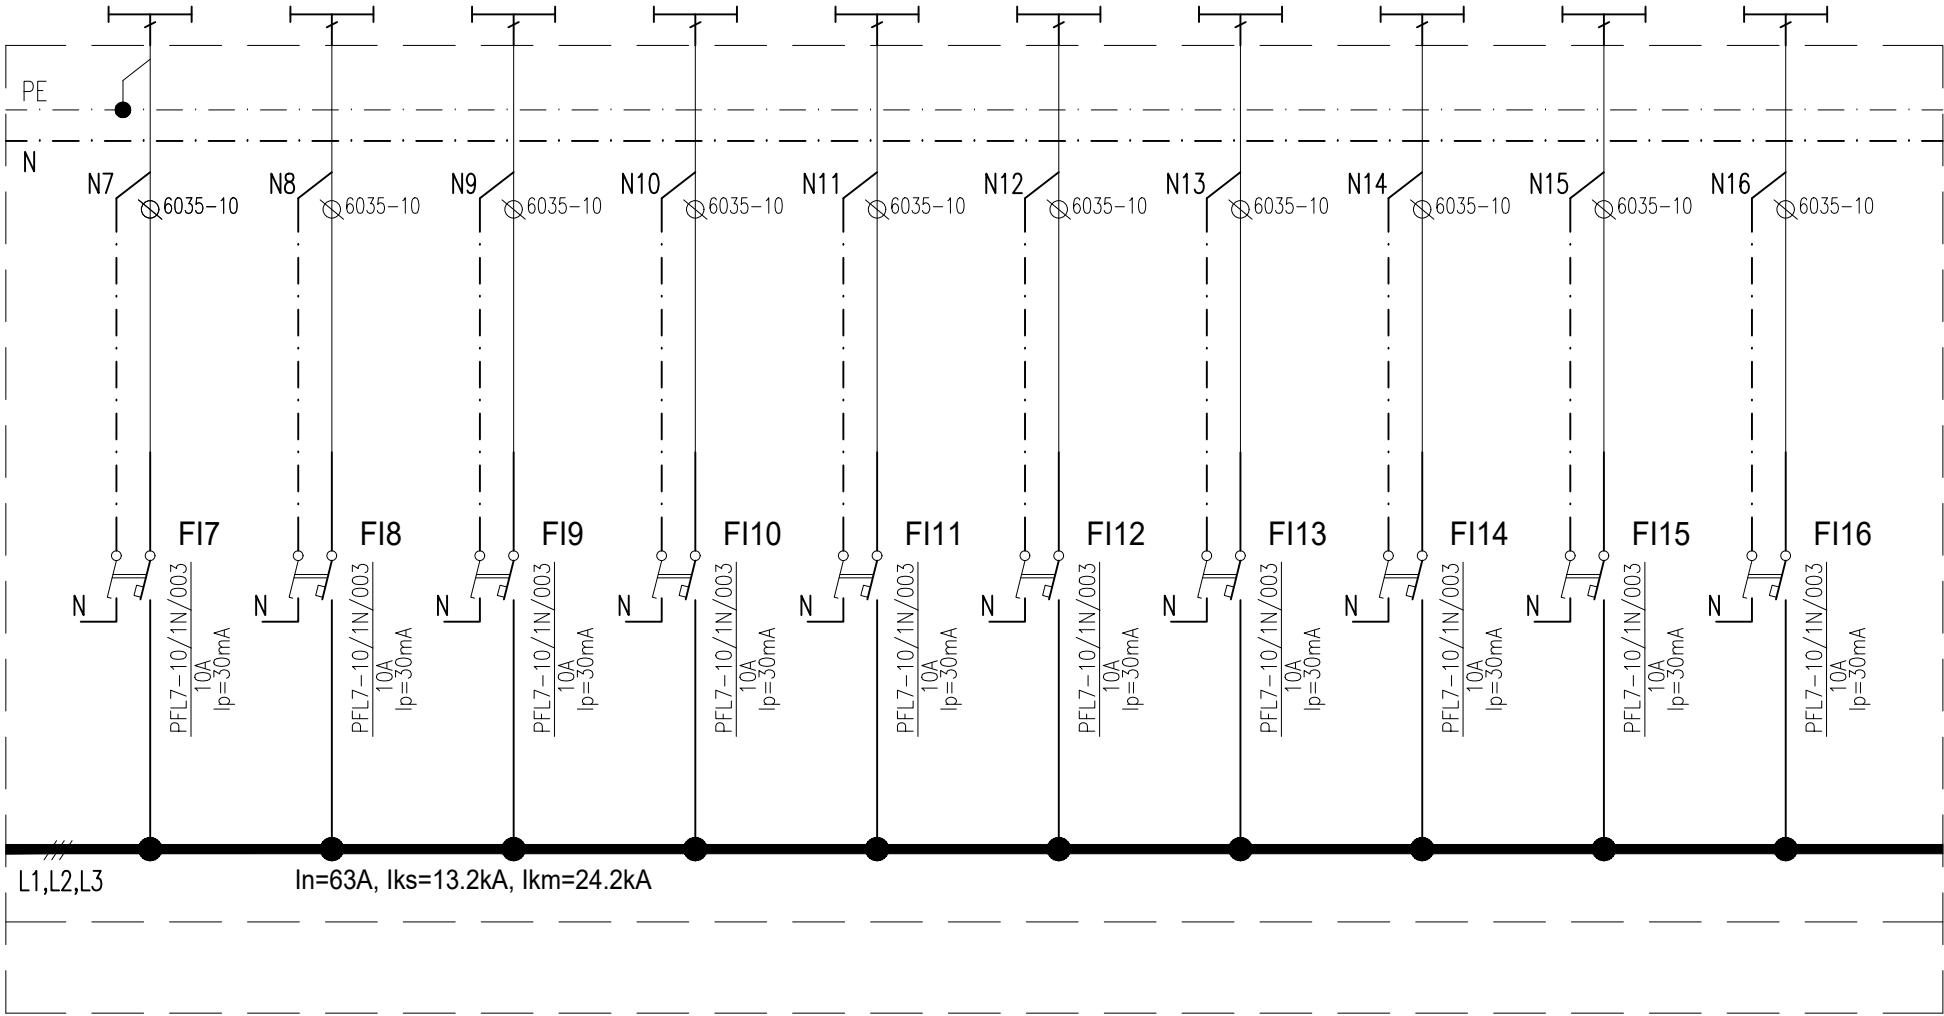 PE
N
N7 N8 N9 N10 N11 N12 N13 N14 N15 N16
6035-10 6035-10 6035-10 6035-10 6035-10 6035-10 6035-10 6035-10 6035-10 6035-10
FI7 FI8 FI9 FI10 FI11 FI12 FI13 FI14 FI15 FI16
N N N N N N N N N N
PFL7-10/1N/003
10A
Ip=30mA
PFL7-10/1N/003
10A
Ip=30mA
PFL7-10/1N/003
10A
Ip=30mA
PFL7-10/1N/003
10A
Ip=30mA
PFL7-10/1N/003
10A
Ip=30mA
PFL7-10/1N/003
10A
Ip=30mA
PFL7-10/1N/003
10A
Ip=30mA
PFL7-10/1N/003
10A
Ip=30mA
PFL7-10/1N/003
10A
Ip=30mA
PFL7-10/1N/003
10A
Ip=30mA
L1,L2,L3
In=63A, Iks=13.2kA, Ikm=24.2kA